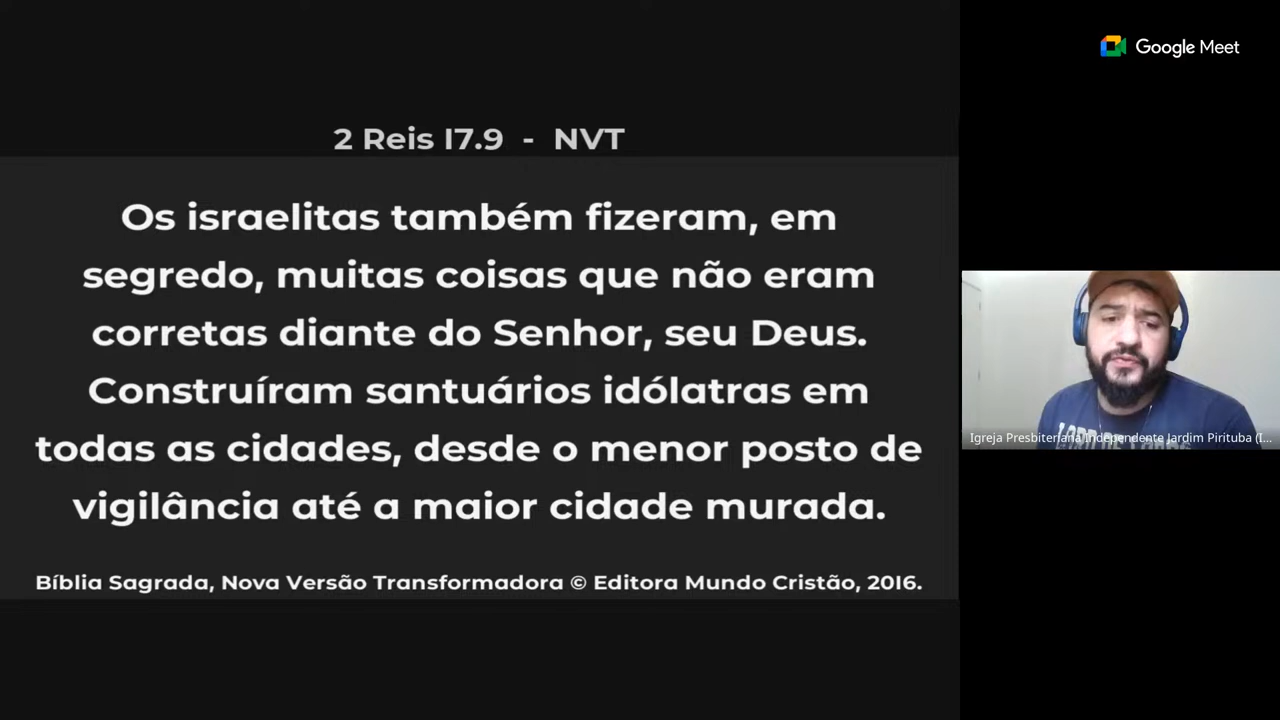 Google Meet
2 Reis 17.9 - NVT
Os israelitas também fizeram, em
segredo, muitas coisas que não eram
corretas diante do Senhor, seu Deus.
Construíram santuários idólatras em
todas as cidades, desde o menor posto de
vigilância até a maior cidade murada.
Bíblia Sagrada, Nova Versão Transformadora © Editora Mundo Cristão, 2016.
Igreja Presbiteriana Independente Jardim Pirituba (I...